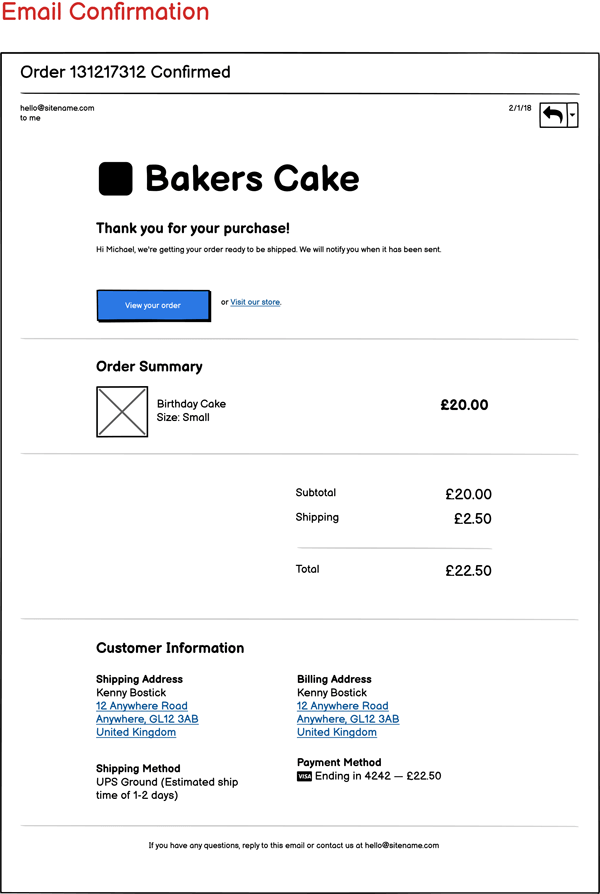 Email Confirmation
Order 131217312 Confirmed
hello@sitename.com
2/1/18
to me
Bakers Cake
Thank you for your purchase!
Hi Michael, we're getting your order ready to be shipped. We will notify you when it has been sent.
View your order
or Visit our store.
Order Summary
Birthday Cake
Size: Small
£20.00
Subtotal £20.00
Shipping £2.50
Total £22.50
Customer Information
Shipping Address
Kenny Bostick
12 Anywhere Road
Anywhere, GL12 3AB
United Kingdom
Billing Address
Kenny Bostick
12 Anywhere Road
Anywhere, GL12 3AB
United Kingdom
Shipping Method
UPS Ground (Estimated ship
time of 1-2 days)
Payment Method
VISA Ending in 4242 — £22.50
If you have any questions, reply to this email or contact us at hello@sitename.com